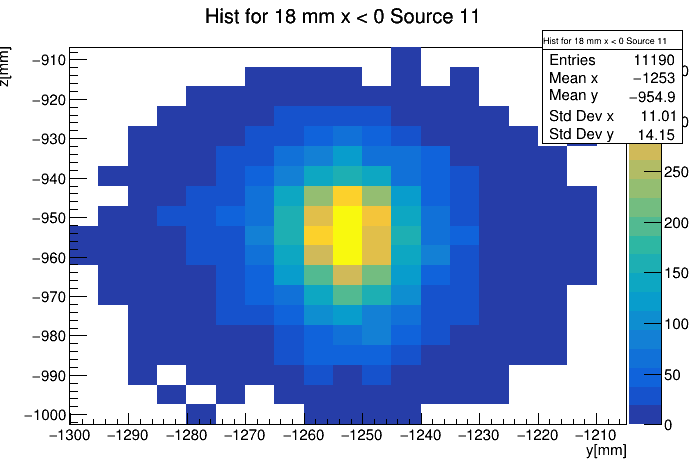 Hist for 18 mm x < 0 Source 11
z[mm]
Hist for 18 mm x < 0 Source 11
Entries 11190
Mean x −1253
Mean y −954.9
Std Dev x 11.01
Std Dev y 14.15
−910
−920
−930
−940
−950
−960
−970
−980
−990
−1000
250
200
150
100
50
0
−1300 −1290 −1280 −1270 −1260 −1250 −1240 −1230 −1220 −1210
y[mm]